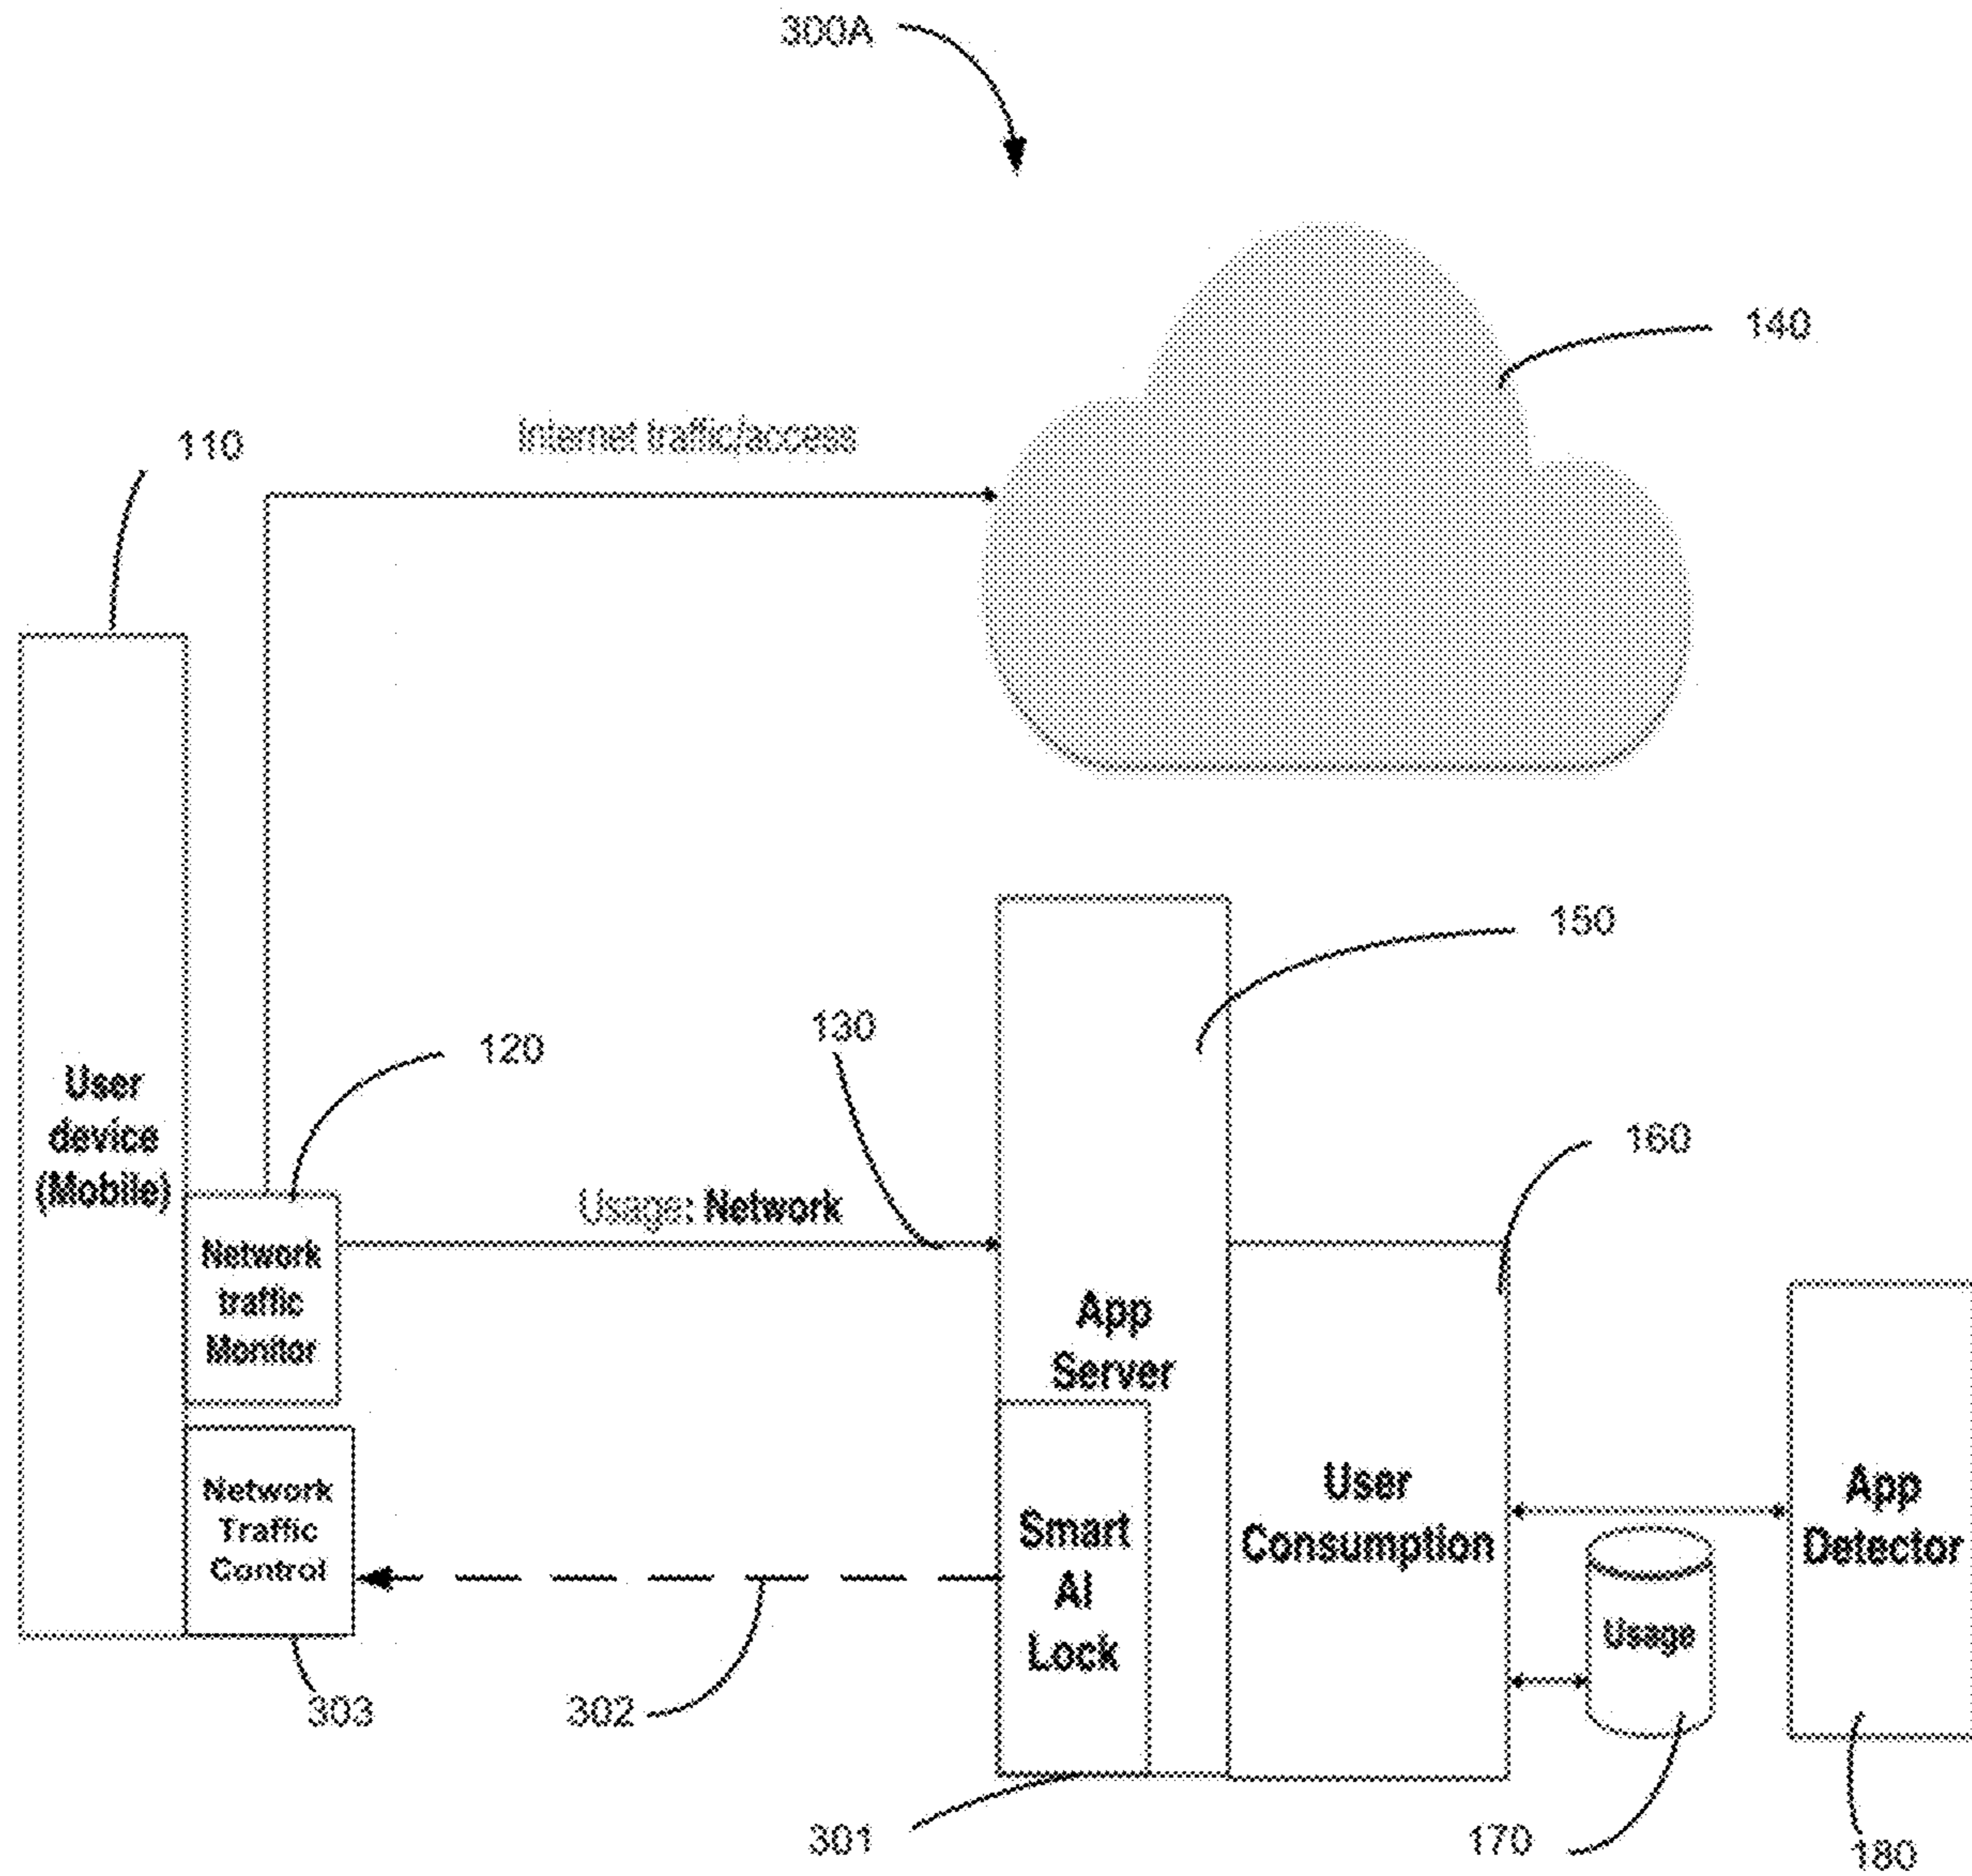 300A
140
110
Internet traffic/access
150
130
120
User
device
(Mobile)
160
Usage: Network
Network
traffic
Monitor
App
Server
User
Consumption
App
Detector
Network
Traffic
Control
Smart
AI
Lock
Usage
303
302
301
170
180